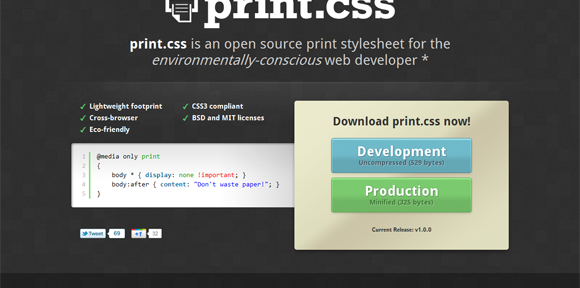 print.css
print.css is an open source print stylesheet for the
environmentally-conscious web developer *
✓ Lightweight footprint
✓ Cross-browser
✓ Eco-friendly
✓ CSS3 compliant
✓ BSD and MIT licenses
1 @media only print
2 {
3 body * { display: none !important; }
4 body:after { content: "Don't waste paper!"; }
5 }
Tweet 69 +1 32
Download print.css now!
Development
Uncompressed (529 bytes)
Production
Minified (325 bytes)
Current Release: v1.0.0